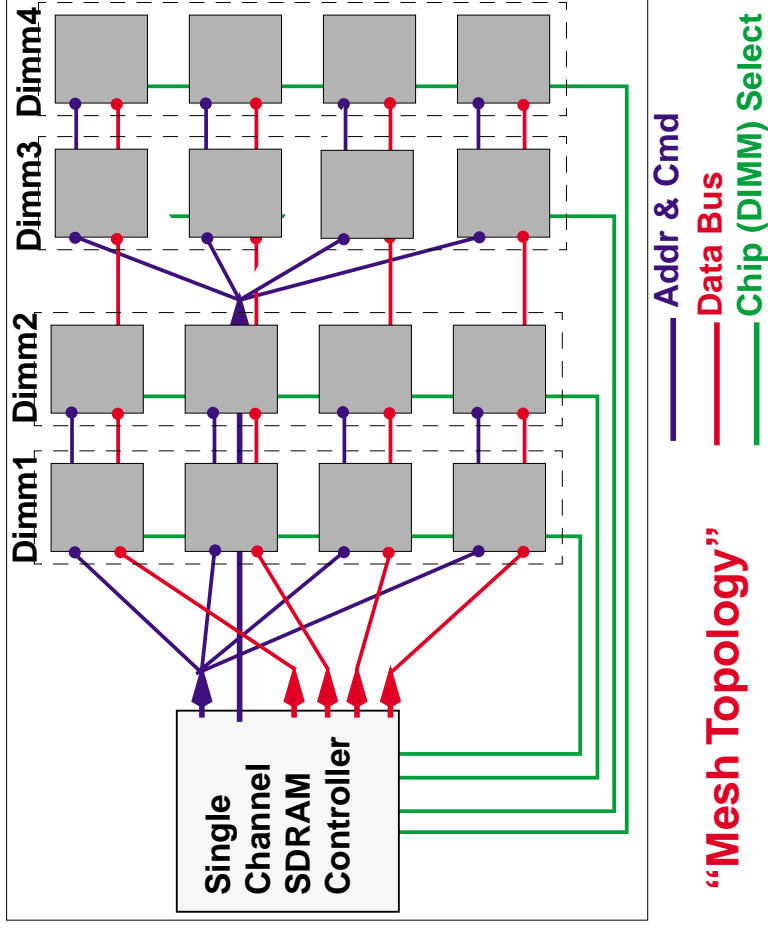 Dimm1
Dimm2
Dimm3
Dimm4
Single
Channel
SDRAM
Controller
Addr & Cmd
Data Bus
Chip (DIMM) Select
“Mesh Topology”